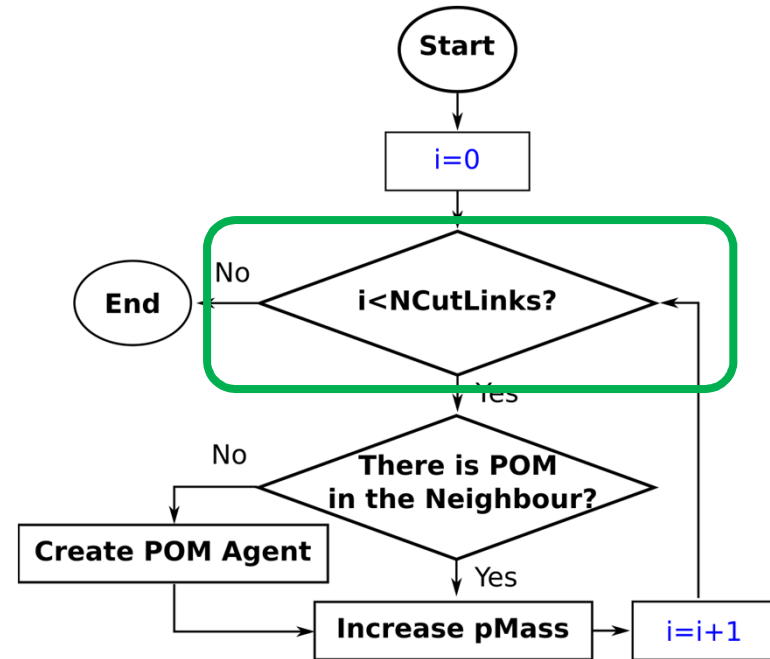 Start
i=0
No
i<NCutLinks?
End
Yes
No
There is POM
in the Neighbour?
Create POM Agent
Yes
Increase pMass
i=i+1